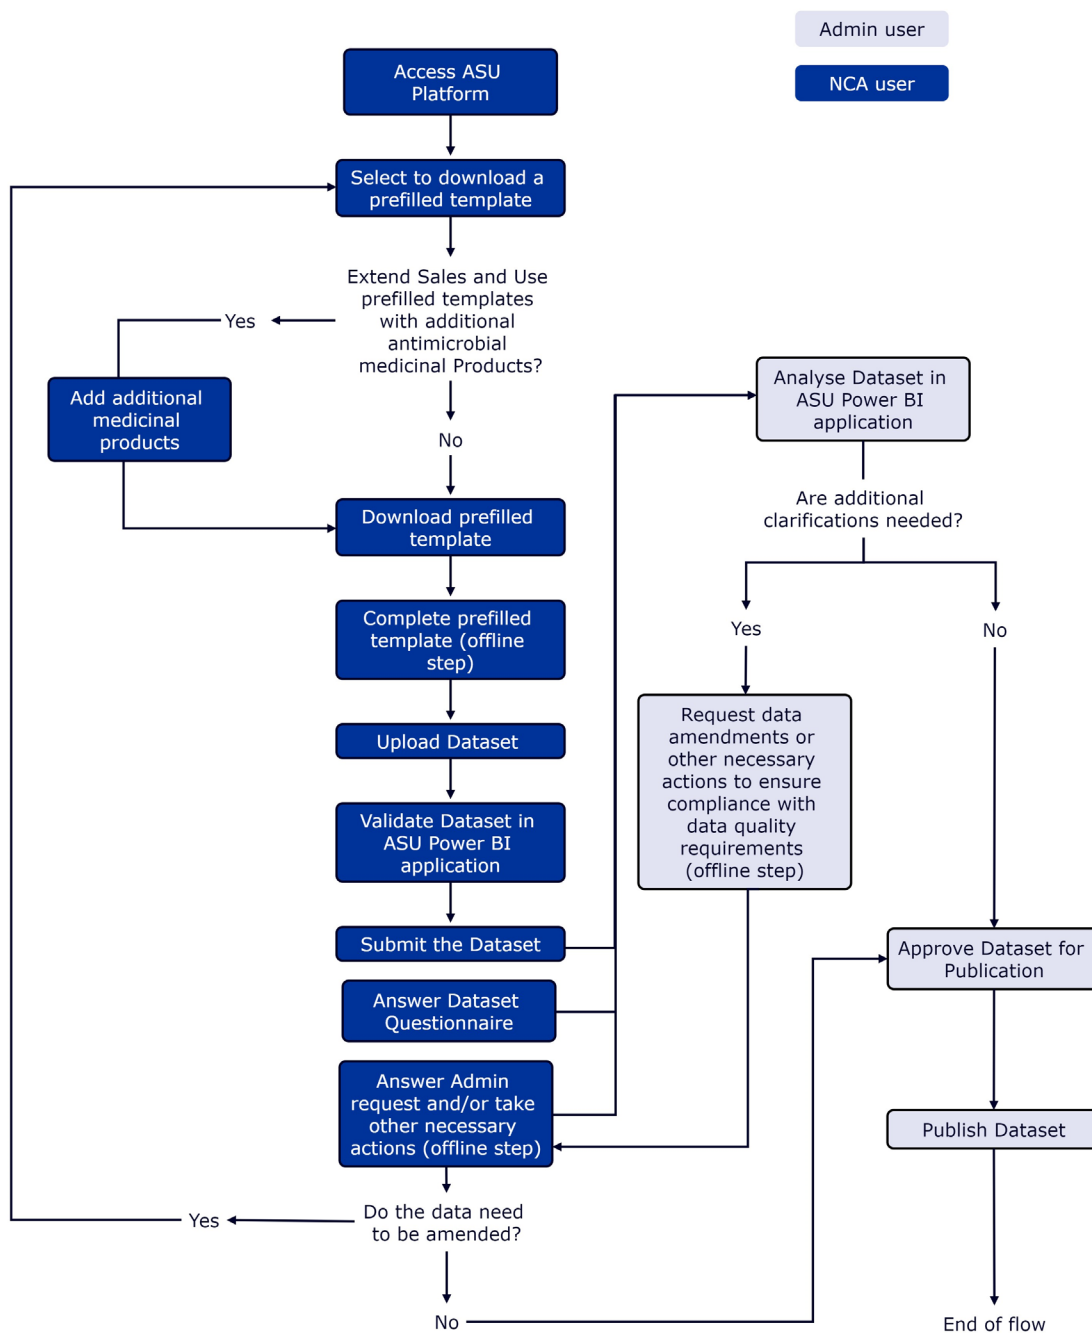 Admin user
NCA user
Access ASU
Platform
Select to download a
prefilled template
Extend Sales and Use
prefilled templates
with additional
antimicrobial
medicinal Products?
Yes
Add additional
medicinal
products
No
Download prefilled
template
Complete prefilled
template (offline
step)
Upload Dataset
Validate Dataset in
ASU Power BI
application
Submit the Dataset
Answer Dataset
Questionnaire
Answer Admin
request and/or take
other necessary
actions (offline step)
Do the data need
to be amended?
Yes
No
Analyse Dataset in
ASU Power BI
application
Are additional
clarifications needed?
Yes
No
Request data
amendments or
other necessary
actions to ensure
compliance with
data quality
requirements
(offline step)
Approve Dataset for
Publication
Publish Dataset
End of flow